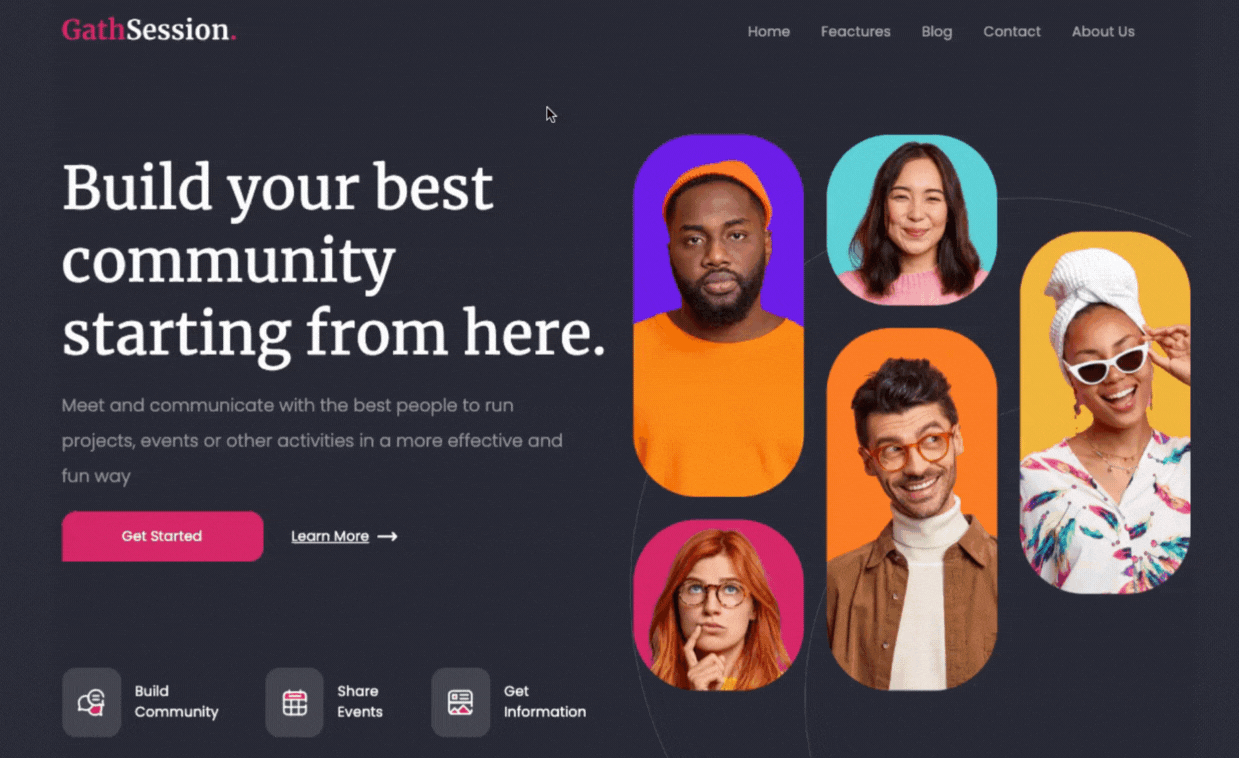 GathSession.
Home
Feactures
Blog
Contact
About Us
Build your best
community
starting from here.
Meet and communicate with the best people to run
projects, events or other activities in a more effective and
fun way
Get Started
Learn More
Build
Community
Share
Events
Get
Information